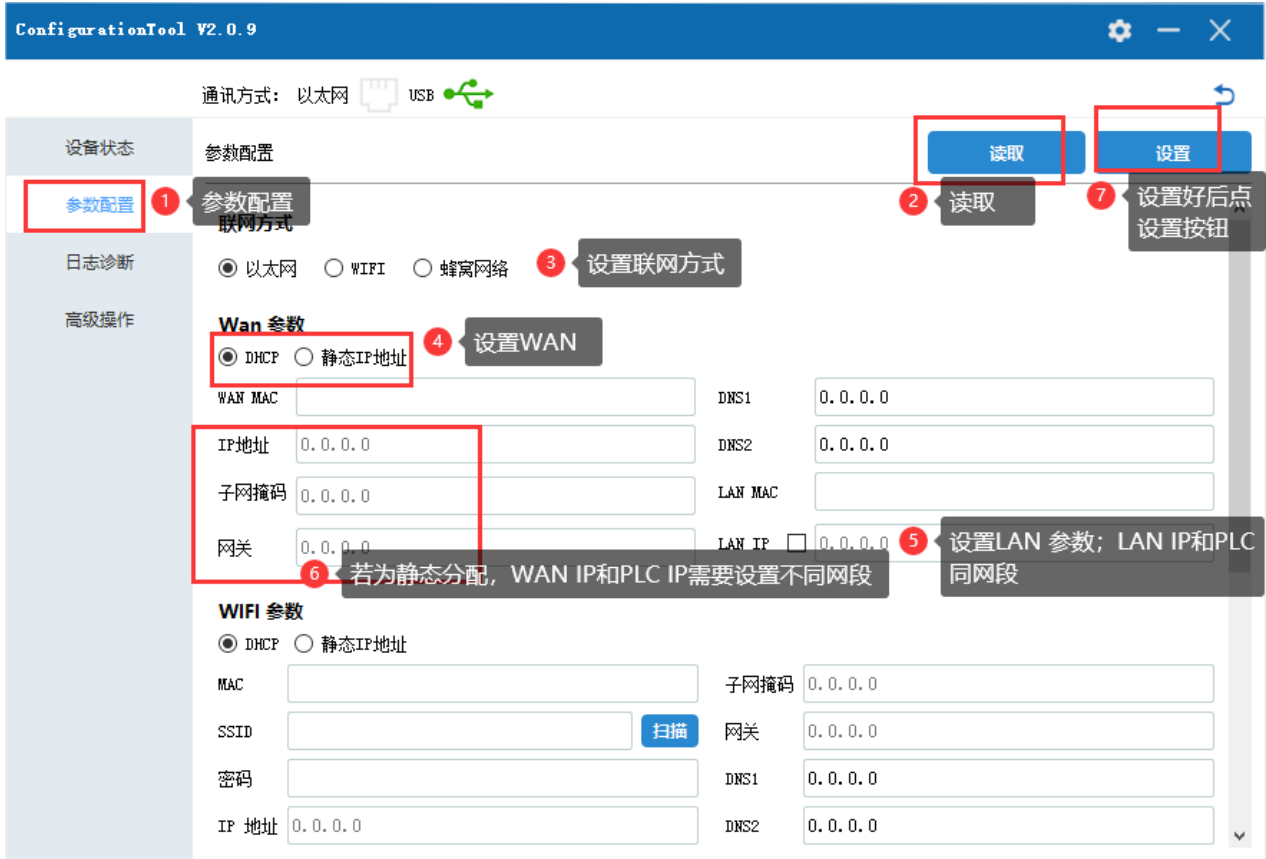 ConfigurationTool V2.0.9
通讯方式： 以太网 USB
设备状态
参数配置
日志诊断
高级操作
参数配置
读取
设置
1 参数配置
2 读取
7 设置好后点
设置按钮
联网方式
以太网 WIFI 蜂窝网络
3 设置联网方式
Wan 参数
DHCP 静态IP地址
4 设置WAN
WAN MAC
DNS1 0.0.0.0
IP地址 0.0.0.0
DNS2 0.0.0.0
子网掩码 0.0.0.0
LAN MAC
网关 0.0.0.0
LAN IP 0.0.0.0
5 设置LAN 参数；LAN IP和PLC
同网段
6 若为静态分配，WAN IP和PLC IP需要设置不同网段
WIFI 参数
DHCP 静态IP地址
MAC
子网掩码 0.0.0.0
SSID 扫描
网关 0.0.0.0
密码
DNS1 0.0.0.0
IP 地址 0.0.0.0
DNS2 0.0.0.0